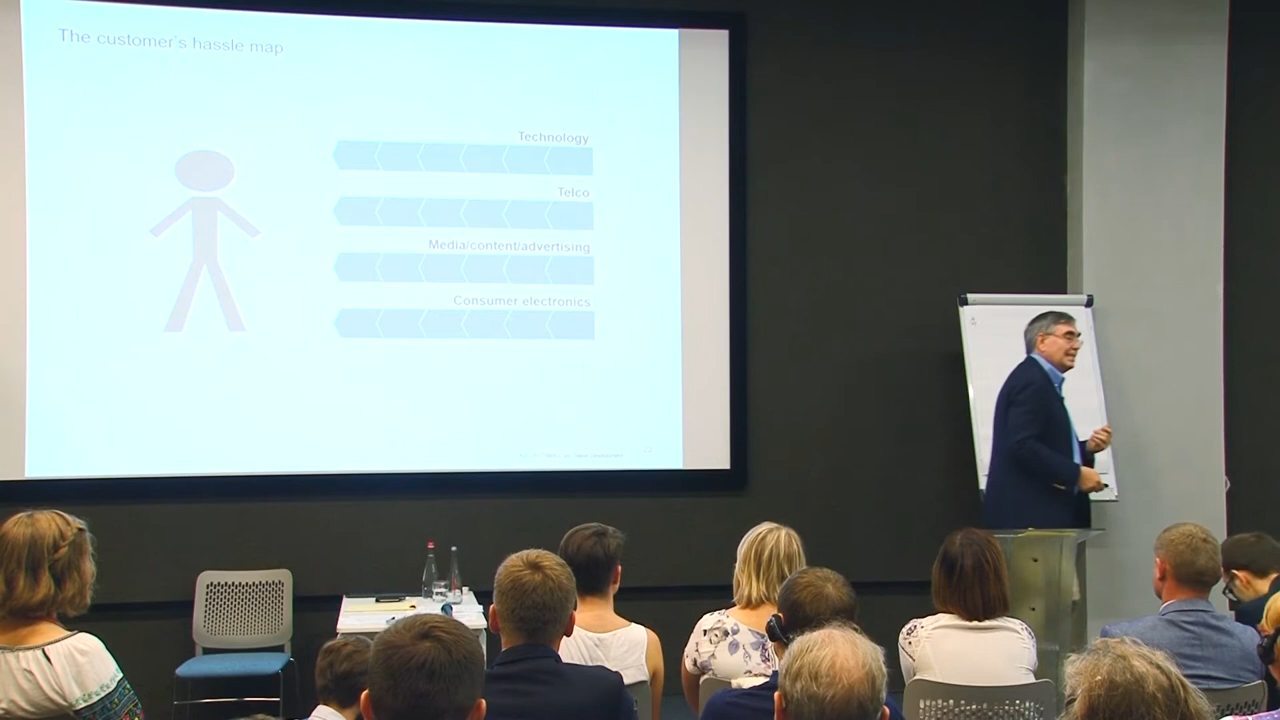 The customer's hassle map
Technology
Telco
Media/content/advertising
Consumer electronics